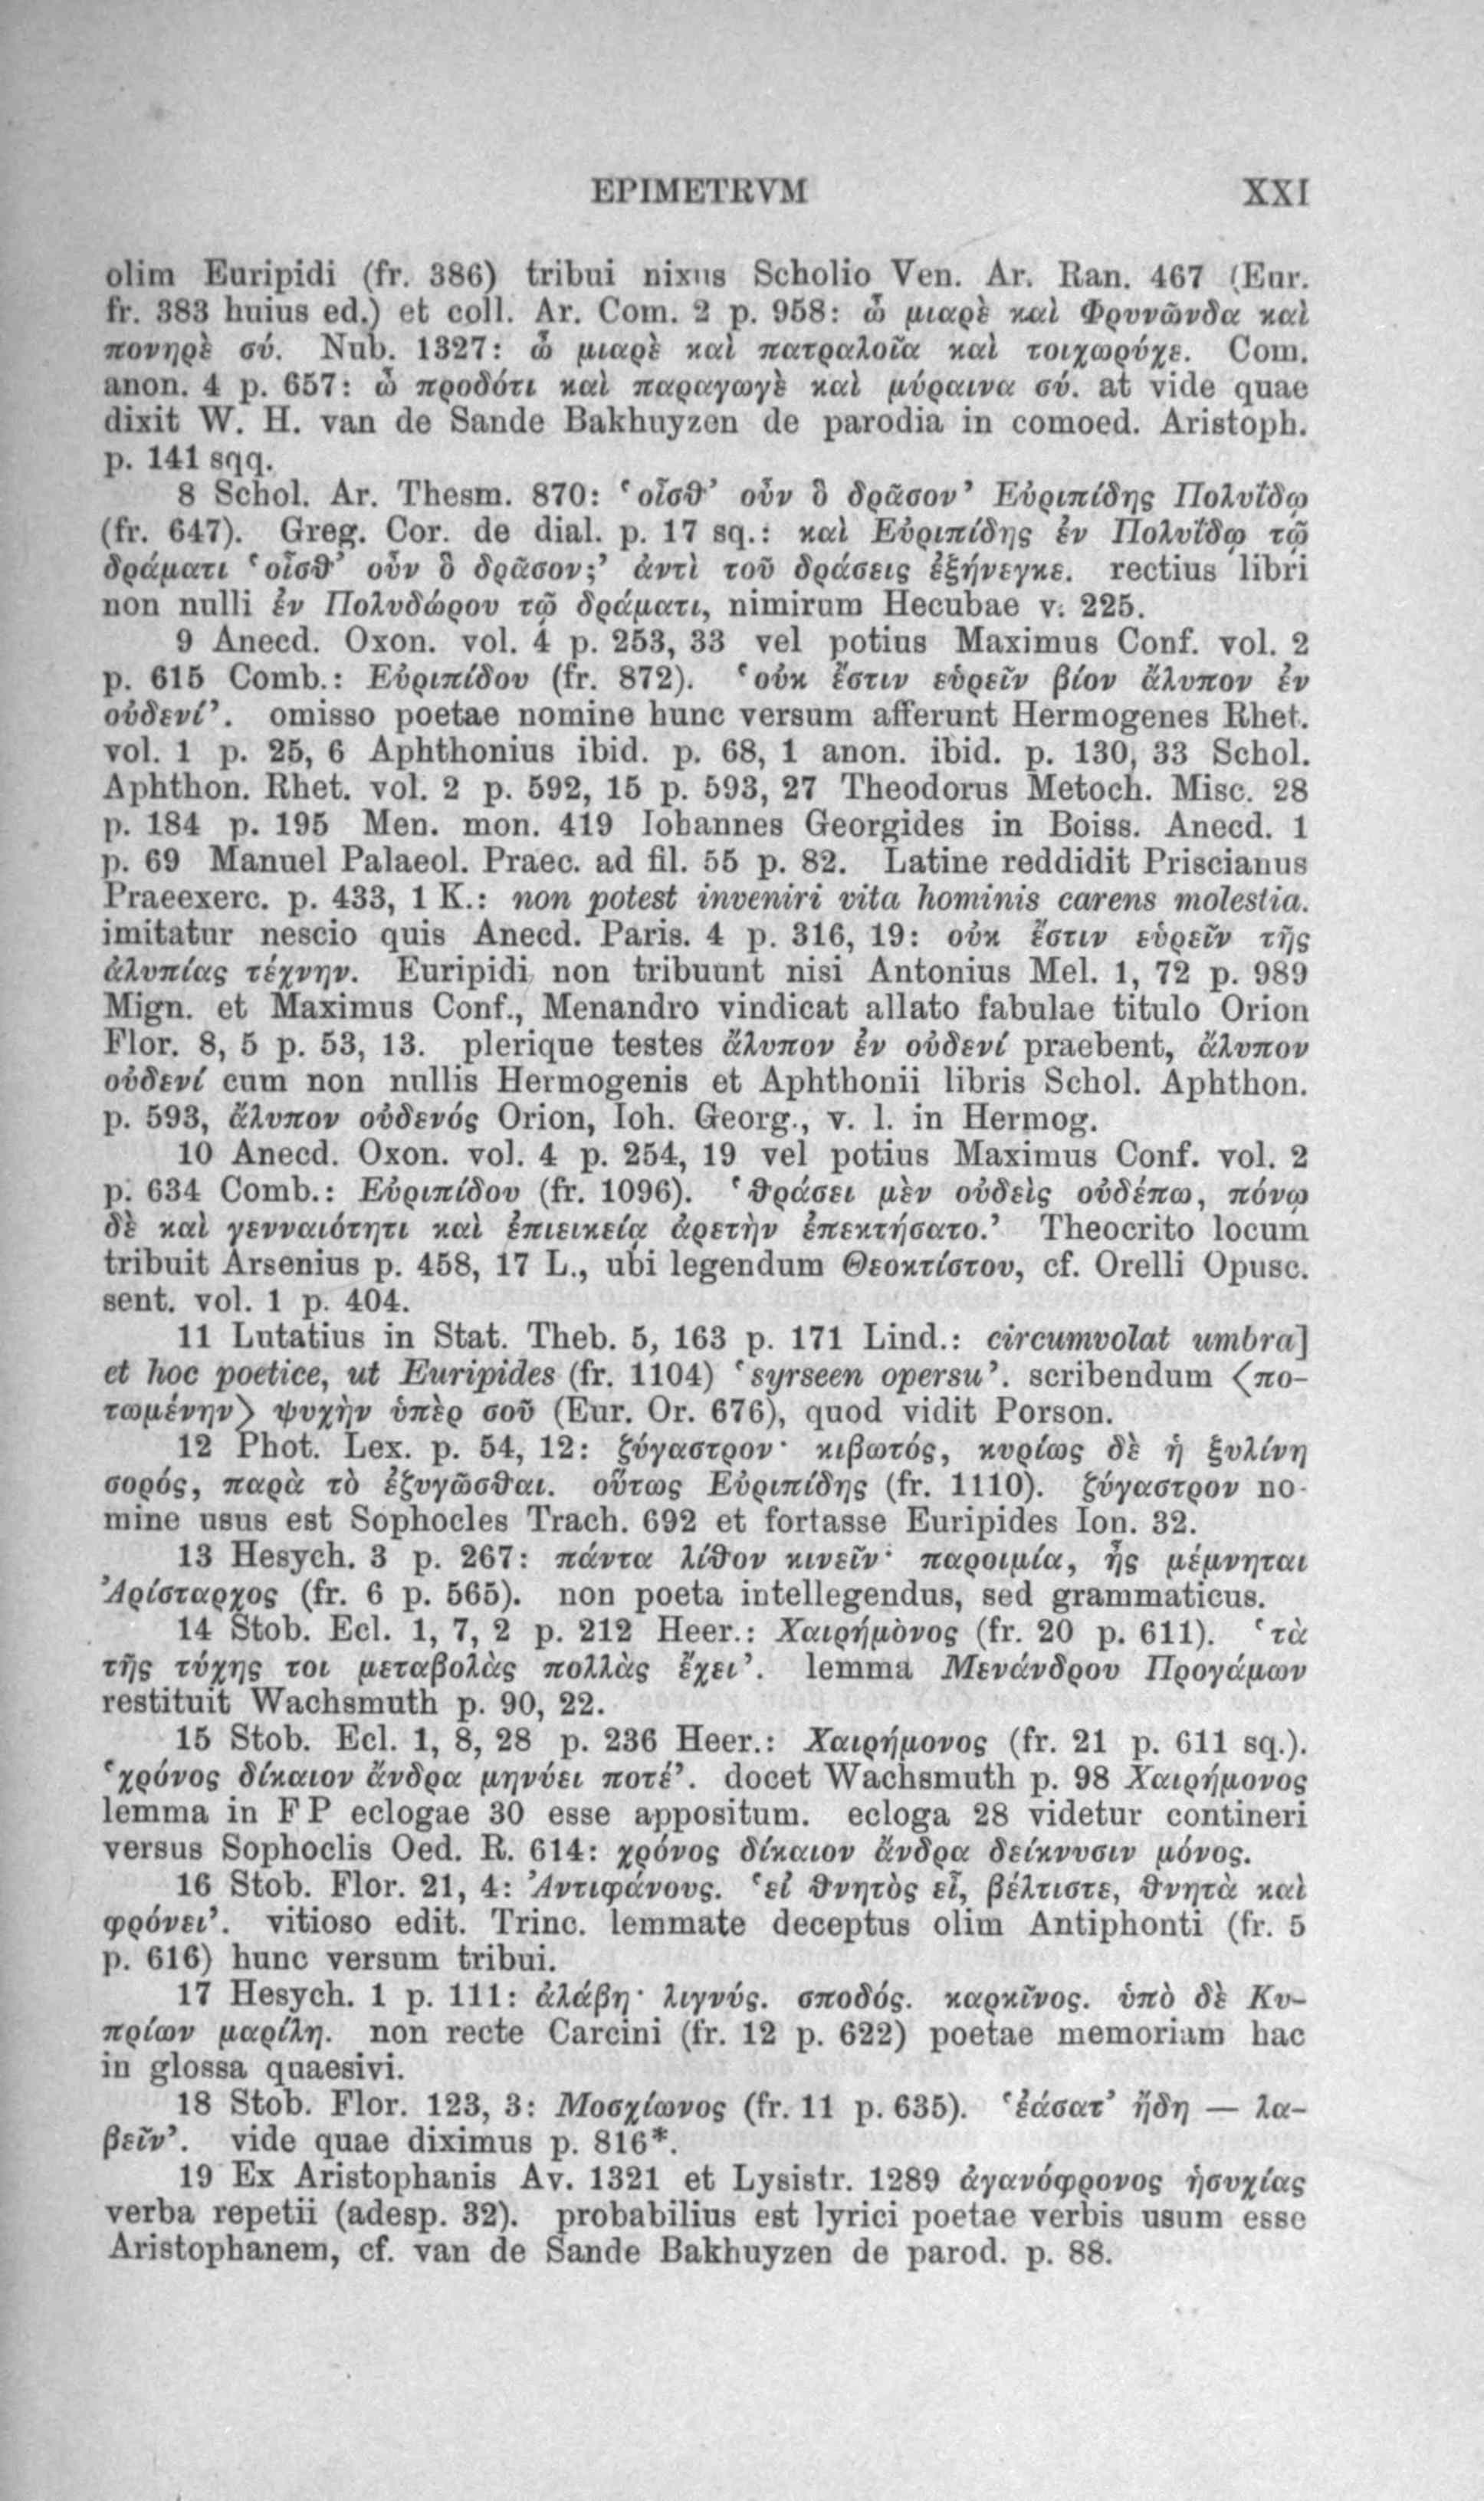 EPIMETRVM XXI
olim Euripidi (fr. 386) tribui nixus Scholio Ven. Ar. Ran. 467 (Eur.
fr. 383 huius ed.) et coll. Ar. Com. 2 p. 958: ὦ μιαρὲ καὶ Φρυνῶνδα καὶ
πονηρὲ σύ. Nub. 1327: ὦ μιαρὲ καὶ πατραλοῖα καὶ τοιχωρύχε. Com.
anon. 4 p. 657: ὦ προδότι καὶ παραγωγὲ καὶ μύραινα σύ. at vide quae
dixit W. H. van de Sande Bakhuyzen de parodia in comoed. Aristoph.
p. 141 sqq.
8 Schol. Ar. Thesm. 870: ‘οἶσθ’ οὖν ὃ δρᾶσον’ Εὐριπίδης Πολυΐδῳ
(fr. 647). Greg. Cor. de dial. p. 17 sq.: καὶ Εὐριπίδης ἐν Πολυΐδῳ τῷ
δράματι ‘οἶσθ’ οὖν ὃ δρᾶσον;’ ἀντὶ τοῦ δράσεις ἐξήνεγκε. rectius libri
non nulli ἐν Πολυδώρου τῷ δράματι, nimirum Hecubae v. 225.
9 Anecd. Oxon. vol. 4 p. 253, 33 vel potius Maximus Conf. vol. 2
p. 615 Comb.: Εὐριπίδου (fr. 872). ‘οὐκ ἔστιν εὑρεῖν βίον ἄλυπον ἐν
οὐδενί’. omisso poetae nomine hunc versum afferunt Hermogenes Rhet.
vol. 1 p. 25, 6 Aphthonius ibid. p. 68, 1 anon. ibid. p. 130, 33 Schol.
Aphthon. Rhet. vol. 2 p. 592, 15 p. 593, 27 Theodorus Metoch. Misc. 28
p. 184 p. 195 Men. mon. 419 Iohannes Georgides in Boiss. Anecd. 1
p. 69 Manuel Palaeol. Praec. ad fil. 55 p. 82. Latine reddidit Priscianus
Praeexerc. p. 433, 1 K.: non potest inveniri vita hominis carens molestia.
imitatur nescio quis Anecd. Paris. 4 p. 316, 19: οὐκ ἔστιν εὑρεῖν τῆς
ἀλυπίας τέχνην. Euripidi non tribuunt nisi Antonius Mel. 1, 72 p. 989
Mign. et Maximus Conf., Menandro vindicat allato fabulae titulo Orion
Flor. 8, 5 p. 53, 13. plerique testes ἄλυπον ἐν οὐδενί praebent, ἄλυπον
οὐδενί cum non nullis Hermogenis et Aphthonii libris Schol. Aphthon.
p. 593, ἄλυπον οὐδενός Orion, Ioh. Georg., v. l. in Hermog.
10 Anecd. Oxon. vol. 4 p. 254, 19 vel potius Maximus Conf. vol. 2
p. 634 Comb.: Εὐριπίδου (fr. 1096). ‘θράσει μὲν οὐδεὶς οὐδέπω, πόνῳ
δὲ καὶ γενναιότητι καὶ ἐπιεικείᾳ ἀρετὴν ἐπεκτήσατο.’ Theocrito locum
tribuit Arsenius p. 458, 17 L., ubi legendum Θεοκτίστου, cf. Orelli Opusc.
sent. vol. 1 p. 404.
11 Lutatius in Stat. Theb. 5, 163 p. 171 Lind.: circumvolat umbra]
et hoc poetice, ut Euripides (fr. 1104) ‘syrseen opersu’. scribendum ⟨πο-
τωμένην⟩ ψυχὴν ὑπὲρ σοῦ (Eur. Or. 676), quod vidit Porson.
12 Phot. Lex. p. 54, 12: ζύγαστρον· κιβωτός, κυρίως δὲ ἡ ξυλίνη
σορός, παρὰ τὸ ἐζυγῶσθαι. οὕτως Εὐριπίδης (fr. 1110). ζύγαστρον no-
mine usus est Sophocles Trach. 692 et fortasse Euripides Ion. 32.
13 Hesych. 3 p. 267: πάντα λίθον κινεῖν· παροιμία, ἧς μέμνηται
Ἀρίσταρχος (fr. 6 p. 565). non poeta intellegendus, sed grammaticus.
14 Stob. Ecl. 1, 7, 2 p. 212 Heer.: Χαιρήμονος (fr. 20 p. 611). ‘τὰ
τῆς τύχης τοι μεταβολὰς πολλὰς ἔχει’. lemma Μενάνδρου Προγάμων
restituit Wachsmuth p. 90, 22.
15 Stob. Ecl. 1, 8, 28 p. 236 Heer.: Χαιρήμονος (fr. 21 p. 611 sq.).
‘χρόνος δίκαιον ἄνδρα μηνύει ποτέ’. docet Wachsmuth p. 98 Χαιρήμονος
lemma in F P eclogae 30 esse appositum. ecloga 28 videtur contineri
versus Sophoclis Oed. R. 614: χρόνος δίκαιον ἄνδρα δείκνυσιν μόνος.
16 Stob. Flor. 21, 4: Ἀντιφάνους. ‘εἰ θνητὸς εἶ, βέλτιστε, θνητὰ καὶ
φρόνει’. vitioso edit. Trinc. lemmate deceptus olim Antiphonti (fr. 5
p. 616) hunc versum tribui.
17 Hesych. 1 p. 111: ἀλάβη· λιγνύς. σποδός. καρκῖνος. ὑπὸ δὲ Κυ-
πρίων μαρίλη. non recte Carcini (fr. 12 p. 622) poetae memoriam hac
in glossa quaesivi.
18 Stob. Flor. 123, 3: Μοσχίωνος (fr. 11 p. 635). ‘ἐάσατ’ ἤδη — λα-
βεῖν’. vide quae diximus p. 816*.
19 Ex Aristophanis Av. 1321 et Lysistr. 1289 ἀγανόφρονος ἡσυχίας
verba repetii (adesp. 32). probabilius est lyrici poetae verbis usum esse
Aristophanem, cf. van de Sande Bakhuyzen de parod. p. 88.